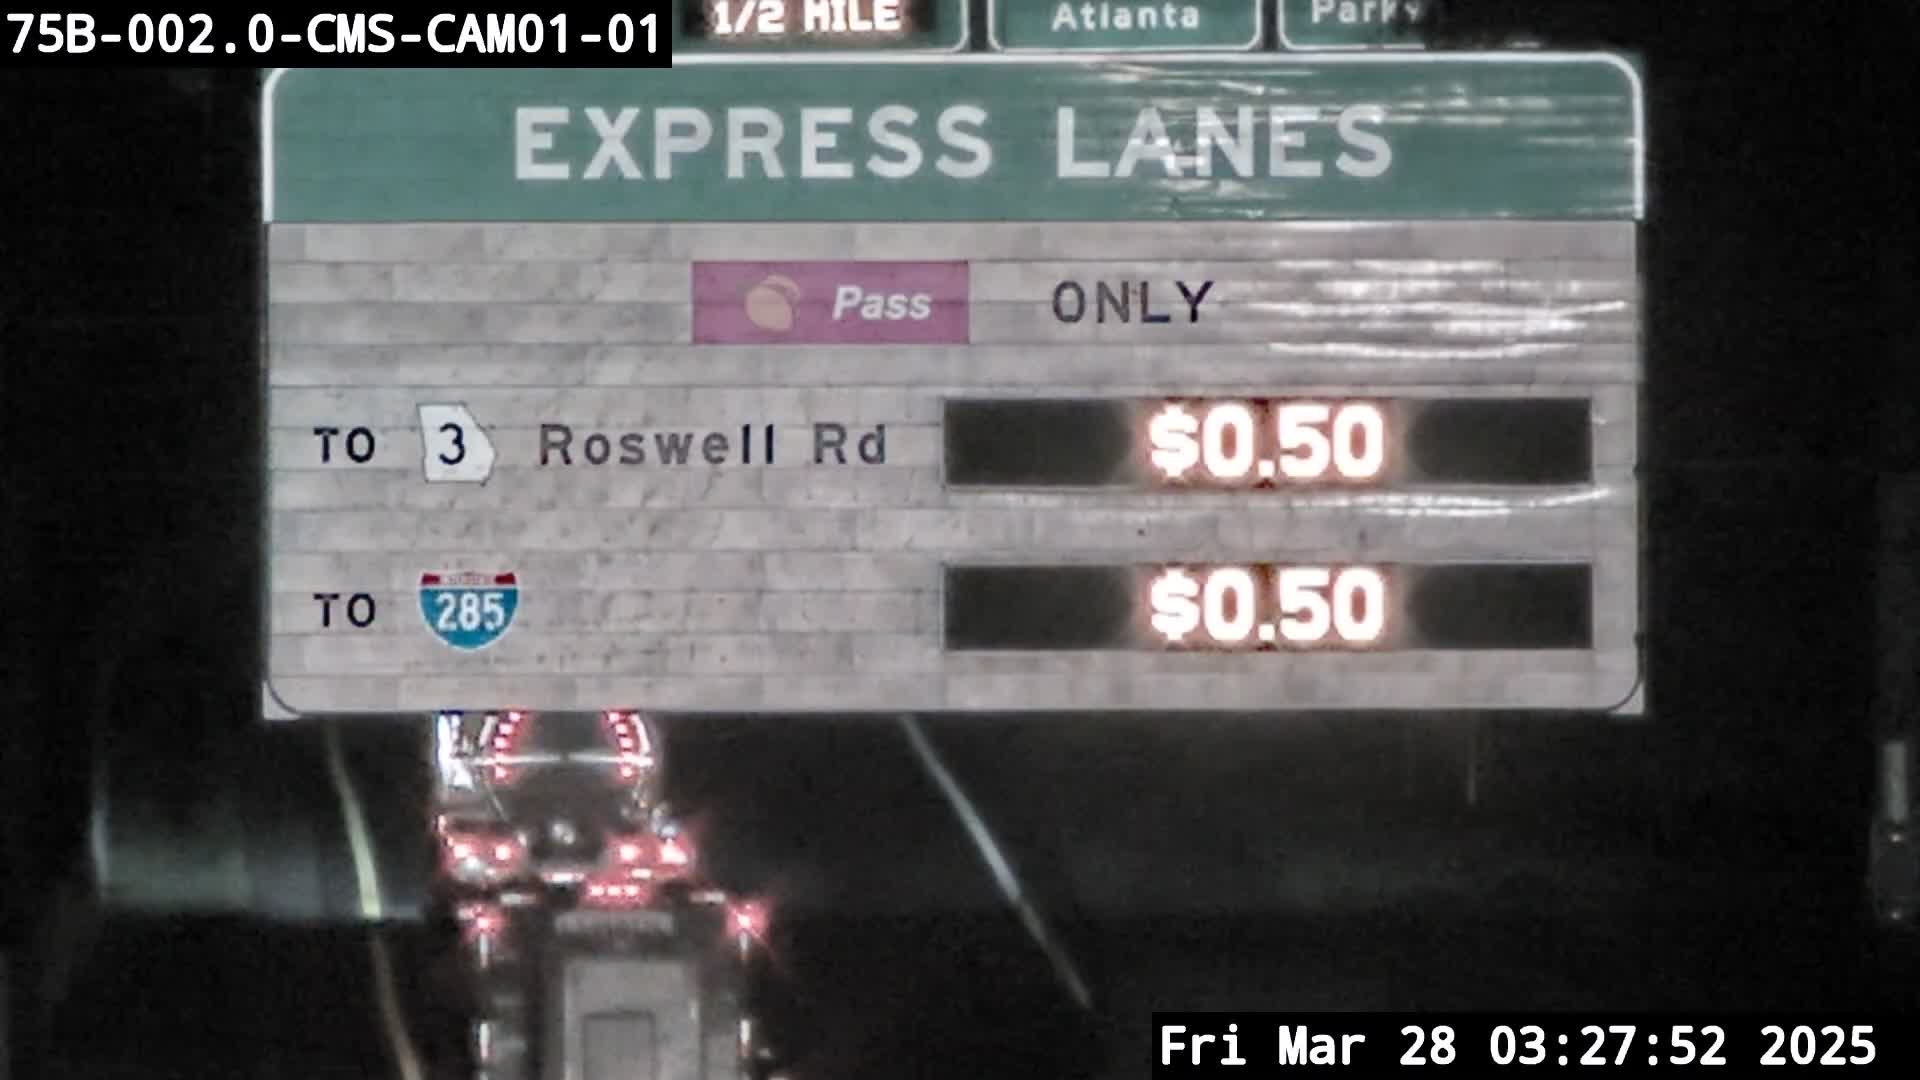 75B-002.0-CMS-CAM01-01
1/2 MILE
Atlanta
EXPRESS LANES
Pass ONLY
TO 3 Roswell Rd $0.50
TO 285 $0.50
Fri Mar 28 03:27:52 2025